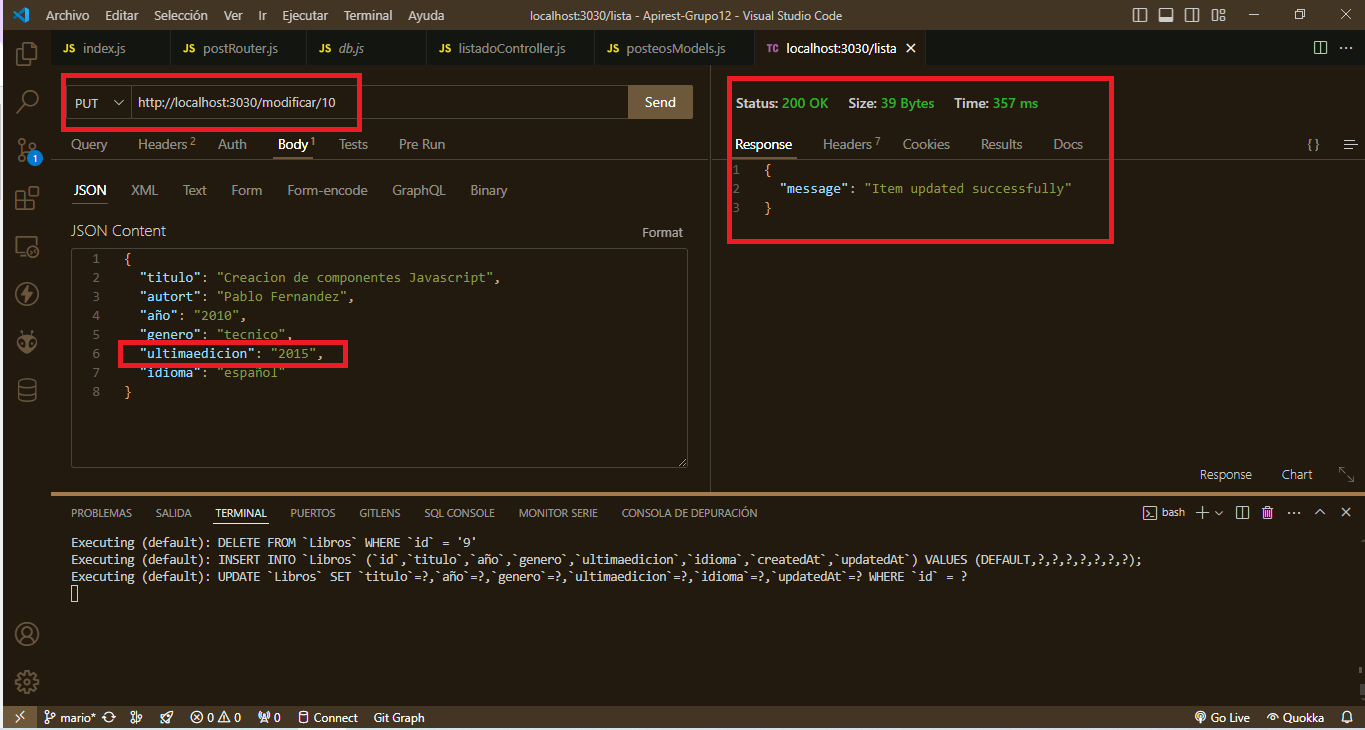 Archivo Editar Selección Ver Ir Ejecutar Terminal Ayuda localhost:3030/lista - Apirest-Grupo12 - Visual Studio Code
JS index.js JS postRouter.js JS db.js JS listadoController.js JS posteosModels.js TC localhost:3030/lista
PUT http://localhost:3030/modificar/10 Send
Query Headers 2 Auth Body 1 Tests Pre Run
JSON XML Text Form Form-encode GraphQL Binary
JSON Content Format
1 {
2 "titulo": "Creacion de componentes Javascript",
3 "autort": "Pablo Fernandez",
4 "año": "2010",
5 "genero": "tecnico",
6 "ultimaedicion": "2015",
7 "idioma": "español"
8 }
Status: 200 OK Size: 39 Bytes Time: 357 ms
Response Headers 7 Cookies Results Docs { }
1 {
2 "message": "Item updated successfully"
3 }
Response Chart
1
PROBLEMAS SALIDA TERMINAL PUERTOS GITLENS SQL CONSOLE MONITOR SERIE CONSOLA DE DEPURACIÓN bash
Executing (default): DELETE FROM `Libros` WHERE `id` = '9'
Executing (default): INSERT INTO `Libros` (`id`,`titulo`,`año`,`genero`,`ultimaedicion`,`idioma`,`createdAt`,`updatedAt`) VALUES (DEFAULT,?,?,?,?,?,?,?);
Executing (default): UPDATE `Libros` SET `titulo`=?,`año`=?,`genero`=?,`ultimaedicion`=?,`idioma`=?,`updatedAt`=? WHERE `id` = ?
mario* 0 0 0 Connect Git Graph Go Live Quokka